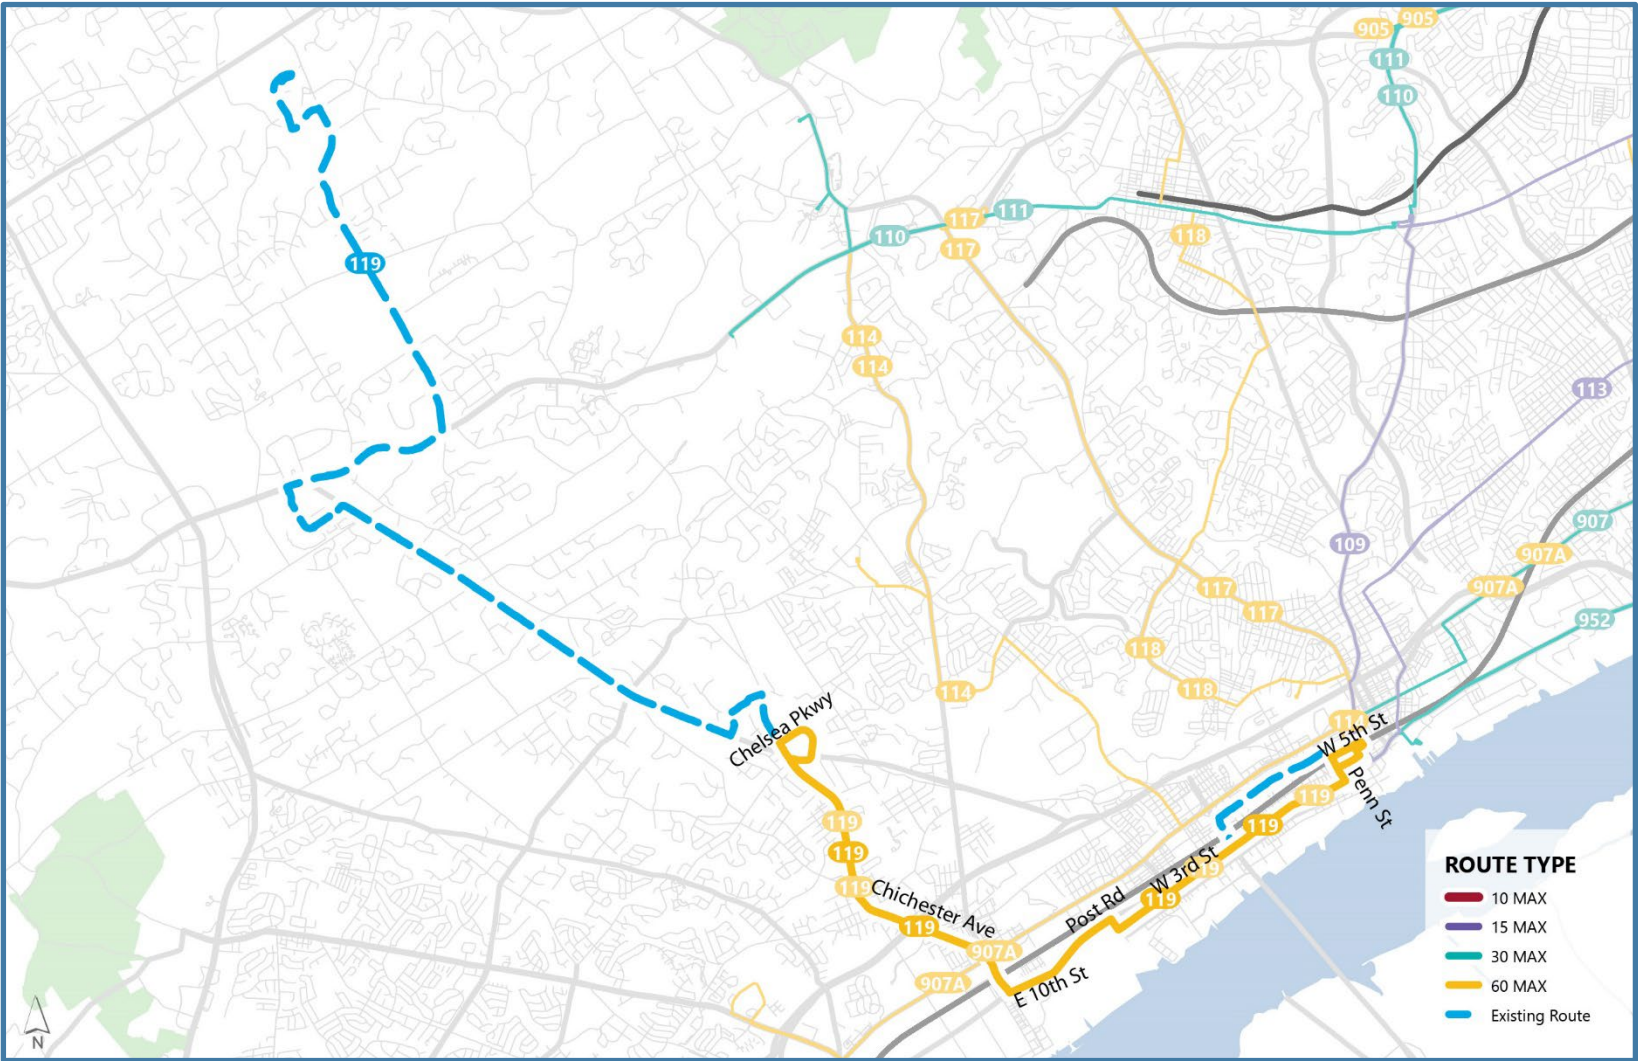 905
905
111
110
119
117
111
110
117
118
114
114
113
109
907
907A
907A
117
117
952
118
118
114
Chelsea Pkwy
114
W 5th St
Penn St
119
119
119
119
W 3rd St
119
119
Chichester Ave
Post Rd
119
119
907A
E 10th St
907A
N
ROUTE TYPE
10 MAX
15 MAX
30 MAX
60 MAX
Existing Route